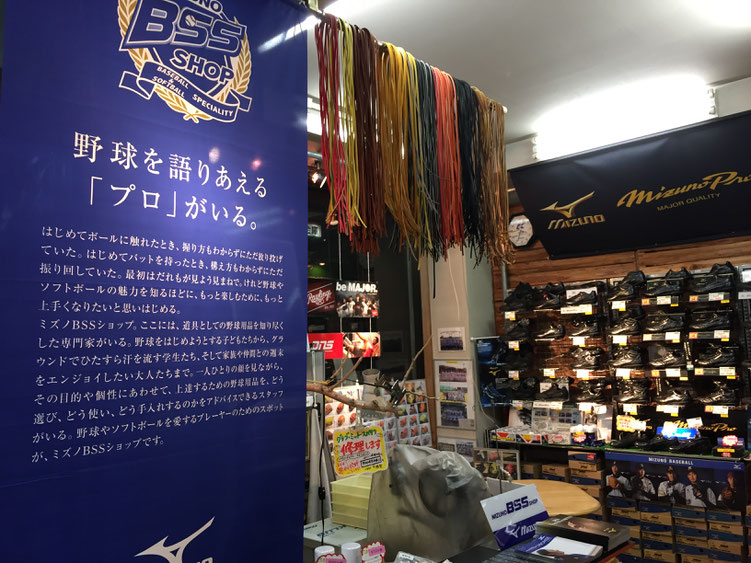 BSS
SHOP
BASEBALL & SOFTBALL SPECIALITY
野球を語りあえる
「プロ」がいる。
はじめてボールに触れたとき、握り方もわからずにただ放り投げ
ていた。はじめてバットを持ったとき、構え方もわからずにただ
振り回していた。最初はだれもが見よう見まね。けれど野球や
ソフトボールの魅力を知るほどに、もっと楽しむために、もっと
上手くなりたいと思いはじめる。
ミズノBSSショップ。ここには、道具としての野球用品を知り尽く
した専門家がいる。野球をはじめようとする子どもたちから、グラ
ウンドでひたすら汗を流す学生たち、そして家族や仲間との週末
をエンジョイしたい大人たちまで。一人ひとりの顔を見ながら、
その目的や個性にあわせて、上達するための野球用品を、どう
選び、どう使い、どう手入れするのかをアドバイスできるスタッフ
がいる。野球やソフトボールを愛するプレーヤーのためのスポット
が、ミズノBSSショップです。
MIZUNO
Mizuno Pro
MAJOR QUALITY
Rawlings
be MAJOR.
修理します
MIZUNO BSS SHOP
Mizuno
Mizuno Pro
MIZUNO BASEBALL